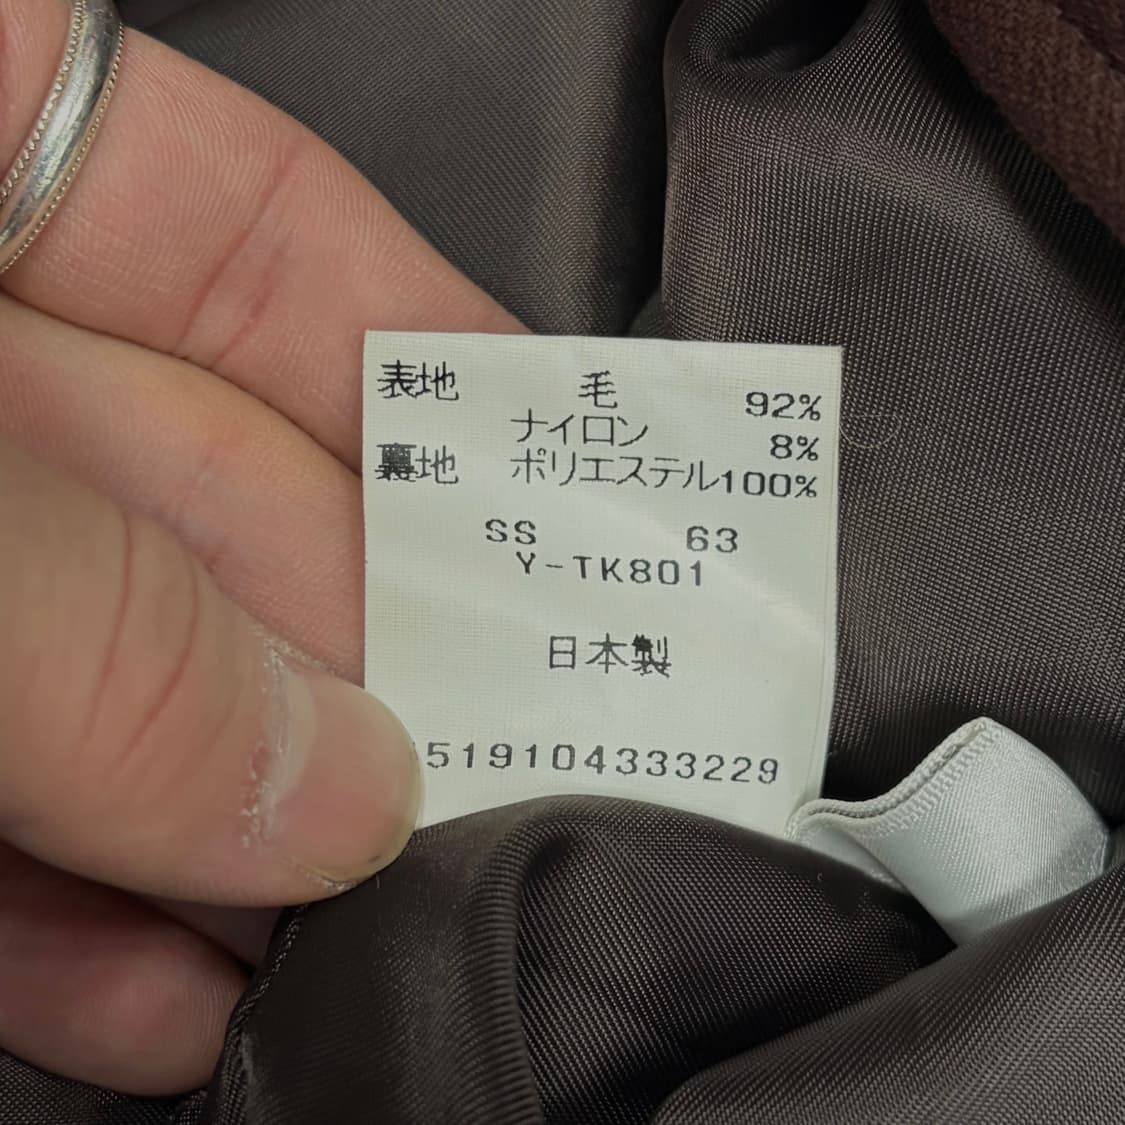 表地 毛 92%
ナイロン 8%
裏地 ポリエステル100%
SS 63
Y-TK801
日本製
519104333229